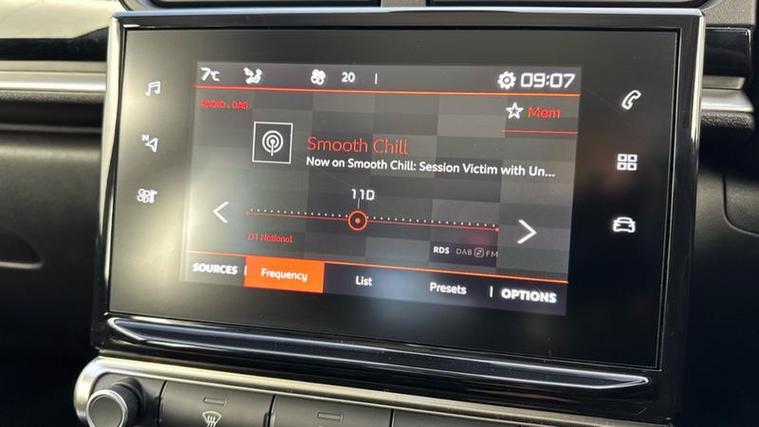 7°C 20 09:07
RADIO . DAB
Mem
Smooth Chill
Now on Smooth Chill: Session Victim with Un...
11D
D1 National
RDS DAB FM
SOURCES Frequency List Presets OPTIONS
N